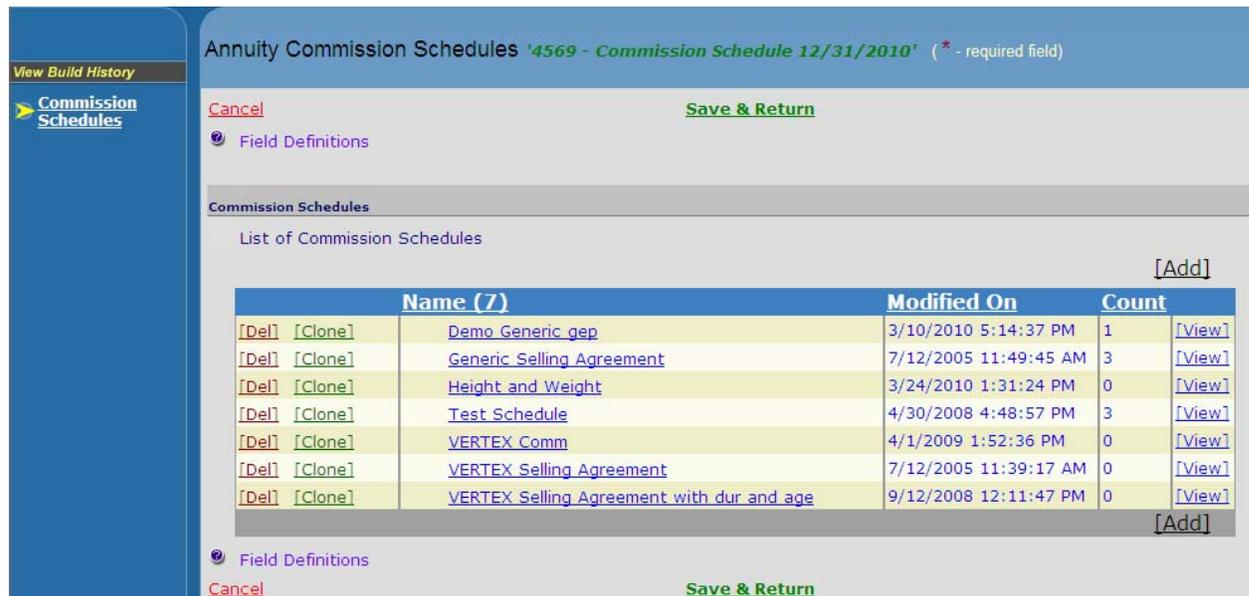 Annuity Commission Schedules '4569 - Commission Schedule 12/31/2010' (* - required field)
View Build History
Commission Schedules
Cancel Save & Return
Field Definitions
Commission Schedules
List of Commission Schedules
[Add]
Name (7) Modified On Count
[Del] [Clone] Demo Generic gep 3/10/2010 5:14:37 PM 1 [View]
[Del] [Clone] Generic Selling Agreement 7/12/2005 11:49:45 AM 3 [View]
[Del] [Clone] Height and Weight 3/24/2010 1:31:24 PM 0 [View]
[Del] [Clone] Test Schedule 4/30/2008 4:48:57 PM 3 [View]
[Del] [Clone] VERTEX Comm 4/1/2009 1:52:36 PM 0 [View]
[Del] [Clone] VERTEX Selling Agreement 7/12/2005 11:39:17 AM 0 [View]
[Del] [Clone] VERTEX Selling Agreement with dur and age 9/12/2008 12:11:47 PM 0 [View]
[Add]
Field Definitions
Cancel Save & Return